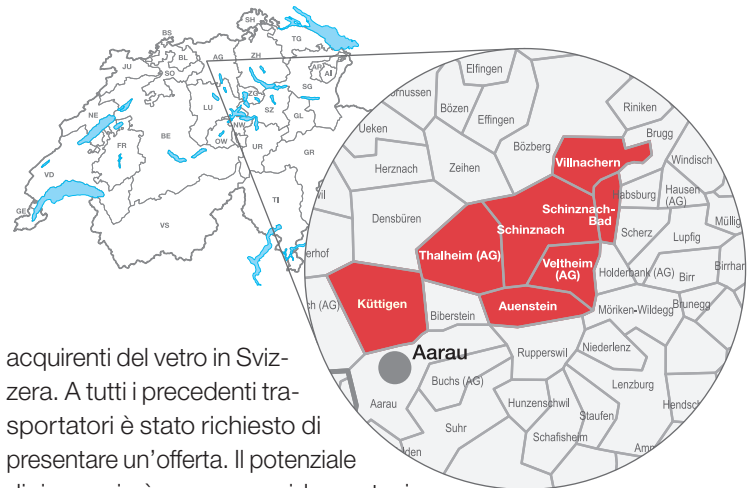 SH
BS
TG
BL
AG
ZH
JU
SO
AR
AI
SG
ZG
LU
SZ
NE
NW
GL
BE
OW
UR
FR
GR
VD
TI
GE
VS
Elfingen
Bözen
Effingen
Riniken
Ueken
Bözberg
Brugg
Villnachern
Windisch
Herznach
Zeihen
Hausen
(AG)
Schinznach-
Bad
Densbüren
Schinznach
Scherz
Lupfig
Thalheim (AG)
Veltheim
(AG)
Holderbank (AG)
Birr
Küttigen
Auenstein
Biberstein
Möriken-Wildegg
Brunegg
Aarau
Rupperswil
Niederlenz
Buchs (AG)
Lenzburg
Aarau
Hunzenschwil
Staufen
Suhr
Schafisheim
acquirenti del vetro in Sviz-
zera. A tutti i precedenti tra-
sportatori è stato richiesto di
presentare un’offerta. Il potenziale